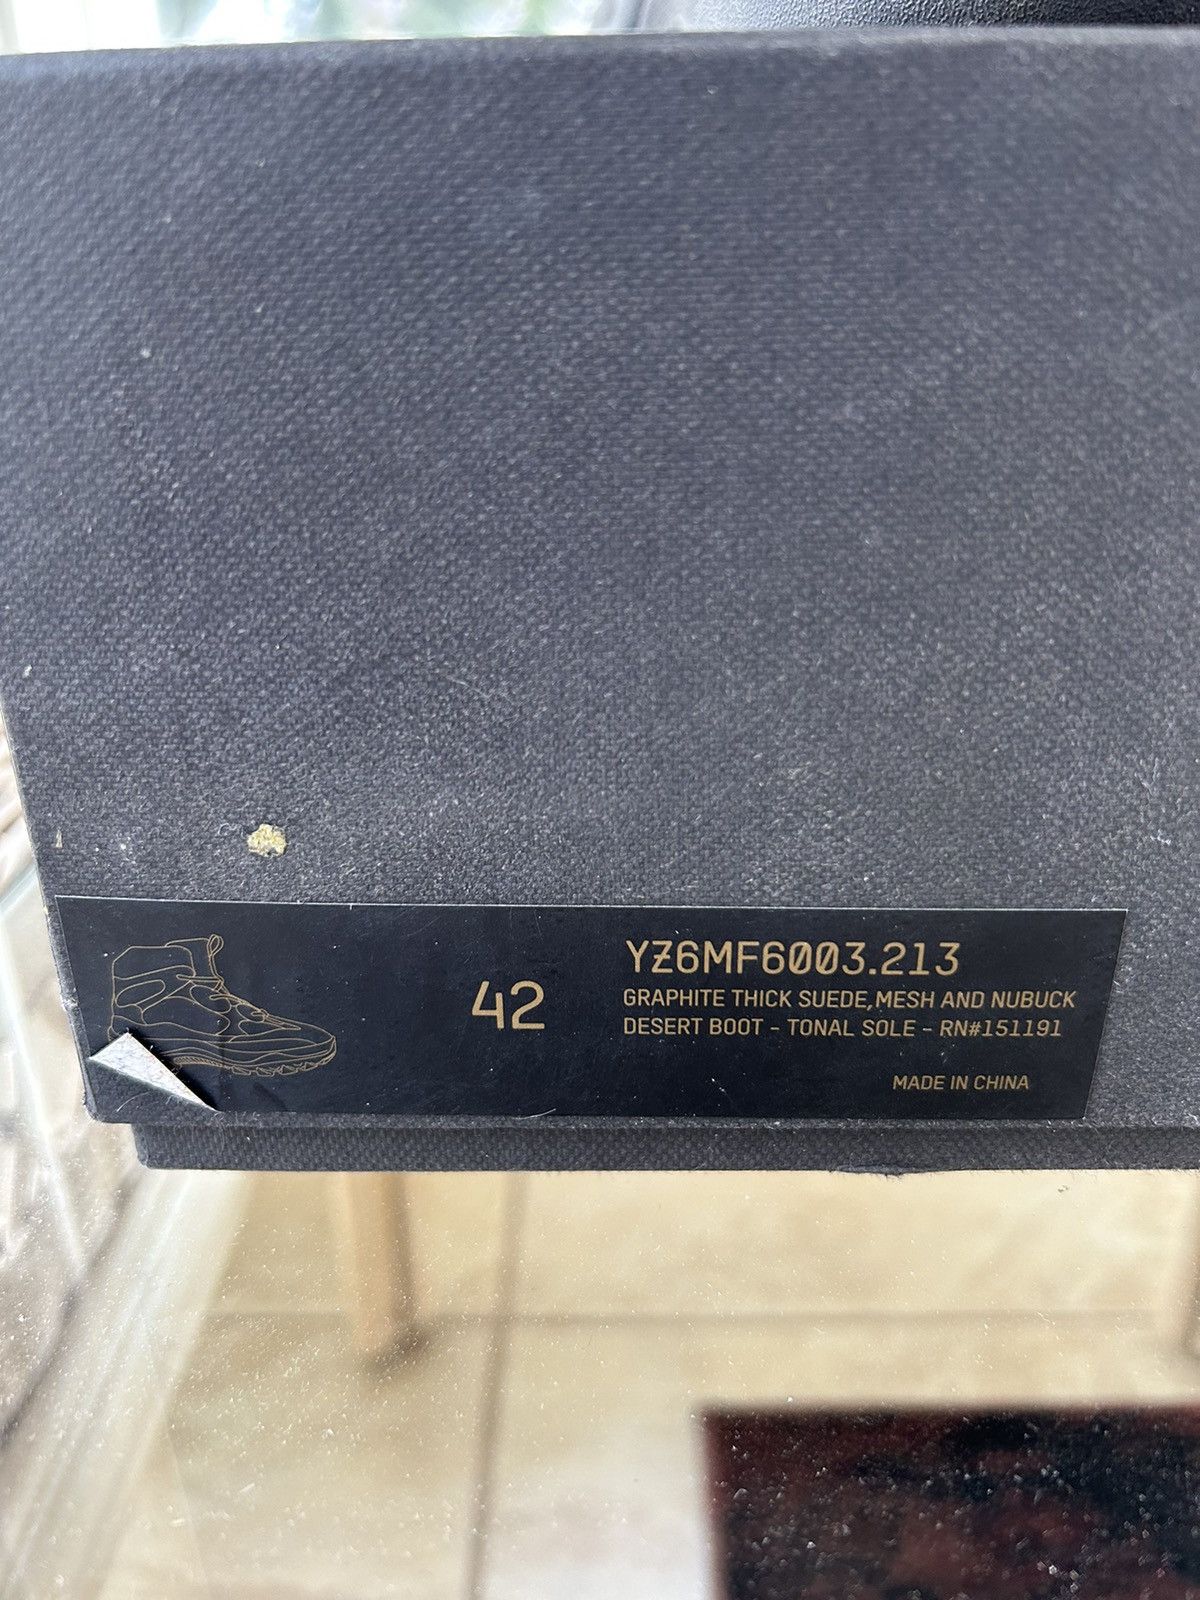 42
YZ6MF6003.213
GRAPHITE THICK SUEDE, MESH AND NUBUCK
DESERT BOOT - TONAL SOLE - RN#151191
MADE IN CHINA